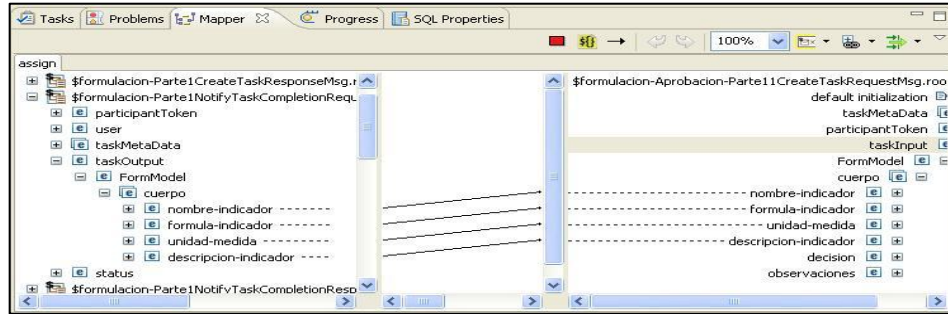 Tasks Problems Mapper Progress SQL Properties
100%
assign
$formulacion-Parte1CreateTaskResponseMsg.r
$formulacion-Parte1NotifyTaskCompletionRequ
participantToken
user
taskMetaData
taskOutput
FormModel
cuerpo
nombre-indicador
formula-indicador
unidad-medida
descripcion-indicador
status
$formulacion-Parte1NotifyTaskCompletionResp
$formulacion-Aprobacion-Parte11CreateTaskRequestMsg.roo
default initialization
taskMetaData
participantToken
taskInput
FormModel
cuerpo
nombre-indicador
formula-indicador
unidad-medida
descripcion-indicador
decision
observaciones